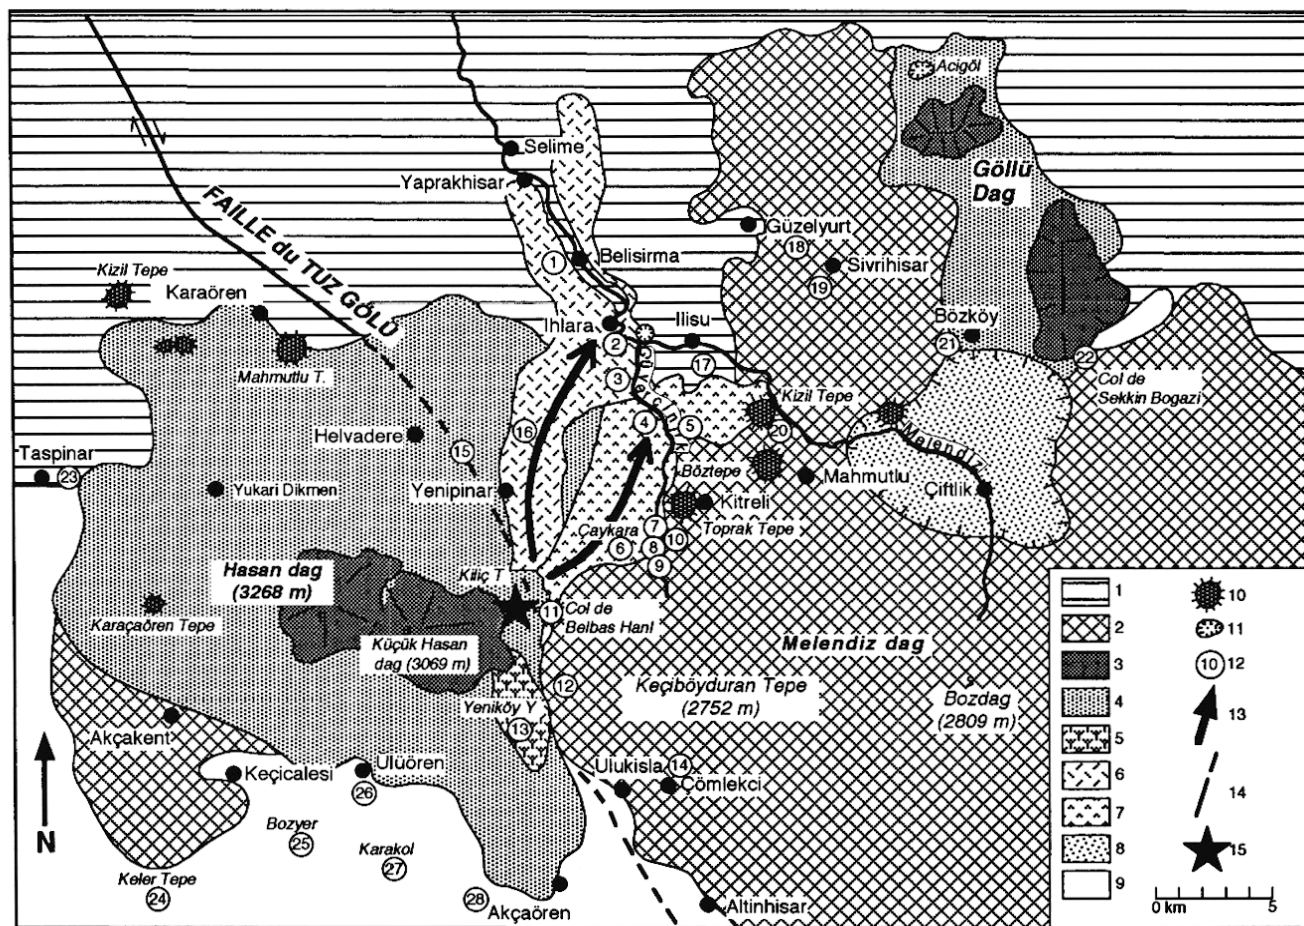 Acigöl
Selime
Göllü
Dag
Yaprakhisar
FAILLE du TUZ GÖLÜ
Güzelyurt
18
Kizil Tepe
1
Belisirma
Sivrihisar
19
Karaören
Ihlara
Ilisu
Bözköy
2
21
22
17
Mahmutlu T.
3
Kizil Tepe
Col de
Sekkin Bogazi
Helvadere
16
4
5
20
Melendiz
15
Taspinar
23
Böztepe
Mahmutlu
Yukari Dikmen
Yenipinar
Kitreli
Çiftlik
Çaykara
7
Toprak Tepe
6
8
10
9
Hasan dag
(3268 m)
Kiliç T
11
Col de
Belbas Hanl
Karaçaören Tepe
Küçük Hasan
dag (3069 m)
Melendiz dag
12
Keçiböyduran Tepe
(2752 m)
Bozdag
(2809 m)
Yeniköy Y
13
Akçakent
Keçicalesi
Ulüören
Ulukisla
14
Çömlekci
26
N
Bozyer
25
Karakol
27
Keler Tepe
24
28
Akçaören
Altinhisar
1
2
3
4
5
6
7
8
9
10
11
10
12
13
14
15
0 km
5